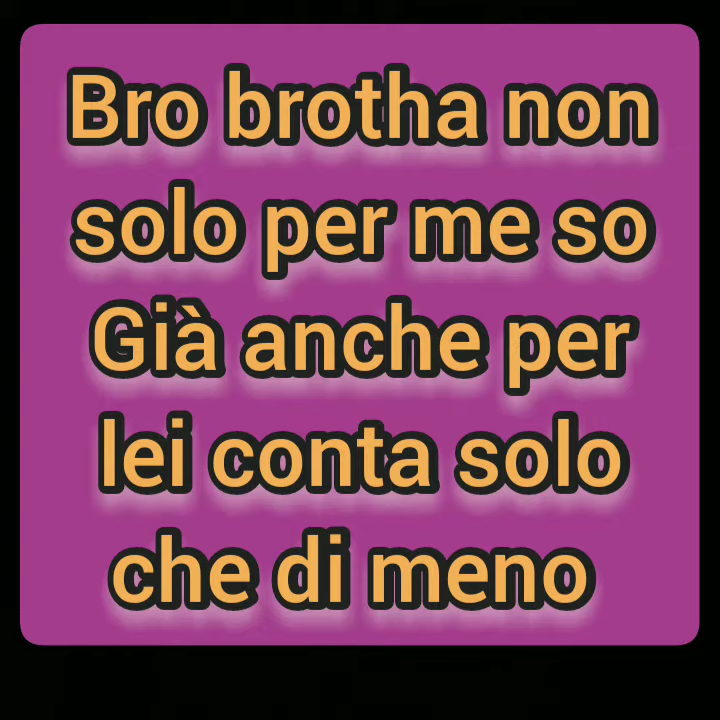 Bro brotha non
solo per me so
Già anche per
lei conta solo
che di meno